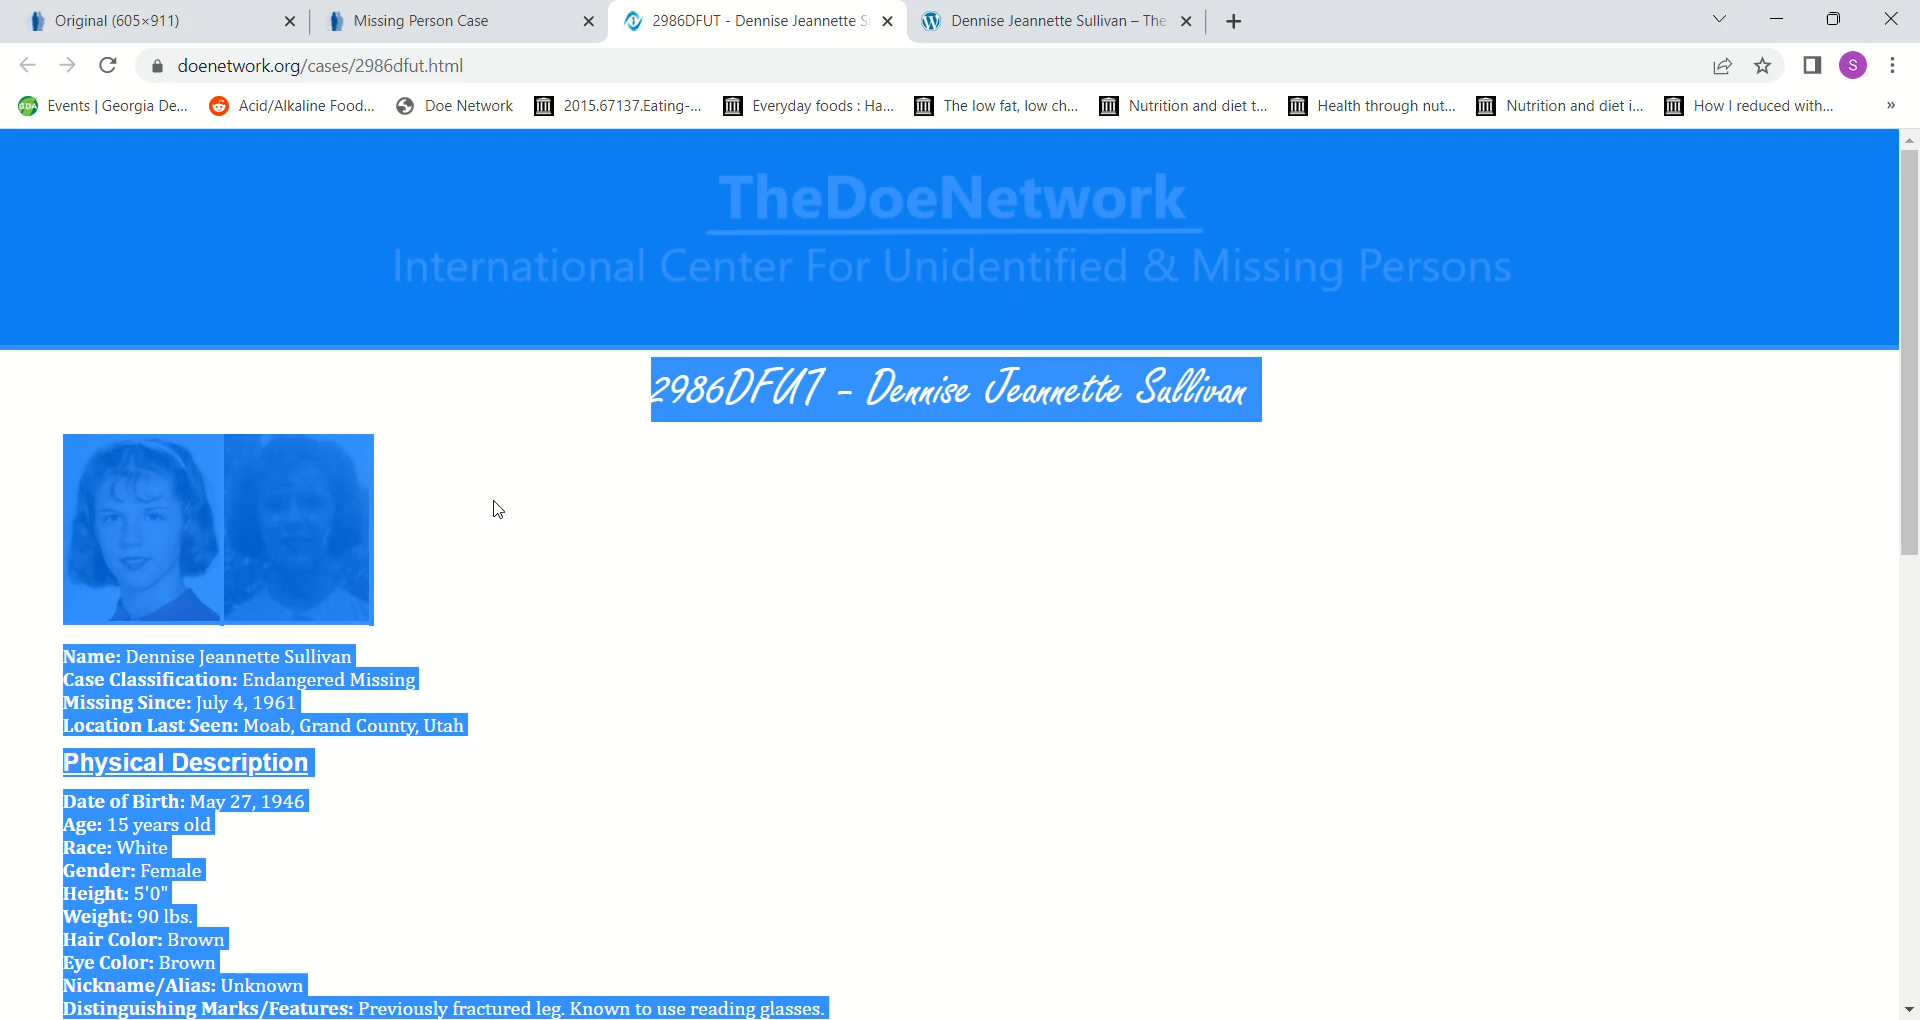 Original (605×911)
Missing Person Case
2986DFUT - Dennise Jeannette S
Dennise Jeannette Sullivan – The
doenetwork.org/cases/2986dfut.html
S
GDA
Events | Georgia De...
Acid/Alkaline Food...
Doe Network
2015.67137.Eating-...
Everyday foods : Ha...
The low fat, low ch...
Nutrition and diet t...
Health through nut...
Nutrition and diet i...
How I reduced with...
»
TheDoeNetwork
International Center For Unidentified & Missing Persons
2986DFUT - Dennise Jeannette Sullivan
Name: Dennise Jeannette Sullivan
Case Classification: Endangered Missing
Missing Since: July 4, 1961
Location Last Seen: Moab, Grand County, Utah
Physical Description
Date of Birth: May 27, 1946
Age: 15 years old
Race: White
Gender: Female
Height: 5'0"
Weight: 90 lbs.
Hair Color: Brown
Eye Color: Brown
Nickname/Alias: Unknown
Distinguishing Marks/Features: Previously fractured leg. Known to use reading glasses.